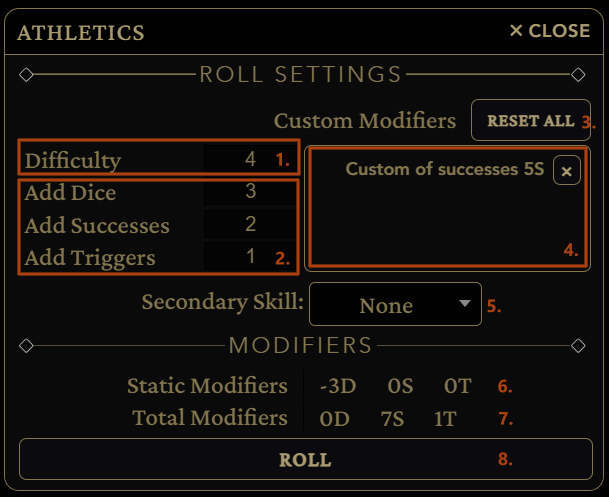 ATHLETICS
× CLOSE
ROLL SETTINGS
Custom Modifiers
RESET ALL 3.
Difficulty 4 1.
Add Dice 3
Add Successes 2
Add Triggers 1 2.
Custom of successes 5S ×
4.
Secondary Skill: None 5.
MODIFIERS
Static Modifiers -3D 0S 0T 6.
Total Modifiers 0D 7S 1T 7.
ROLL 8.